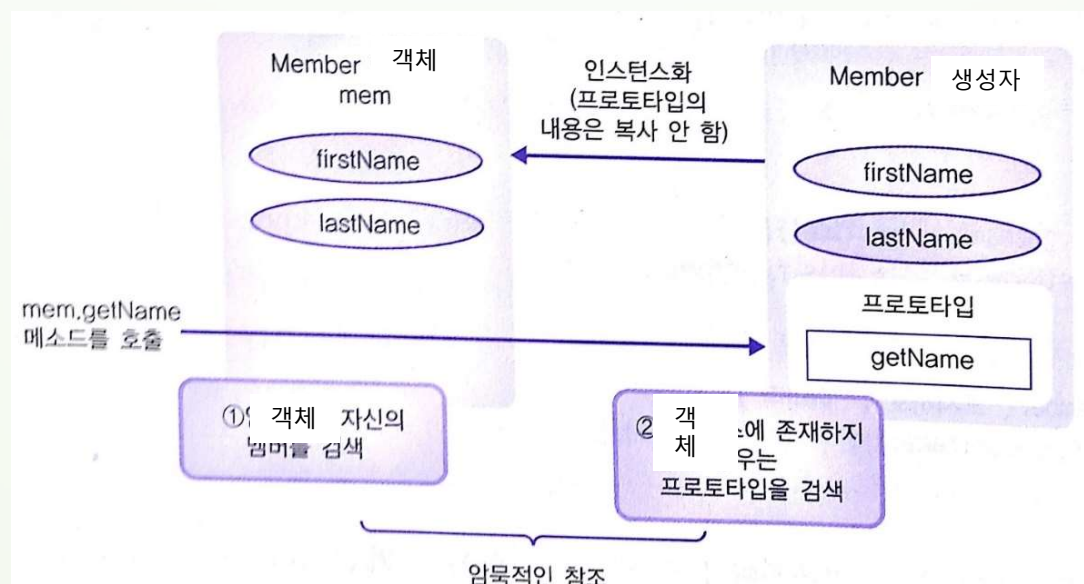 Member 객체
mem
firstName
lastName
인스턴스화
(프로토타입의
내용은 복사 안 함)
Member 생성자
firstName
lastName
프로토타입
getName
mem.getName
메소드를 호출
① 객체 자신의
멤버를 검색
② 객
체 에 존재하지
우는
프로토타입을 검색
암묵적인 참조